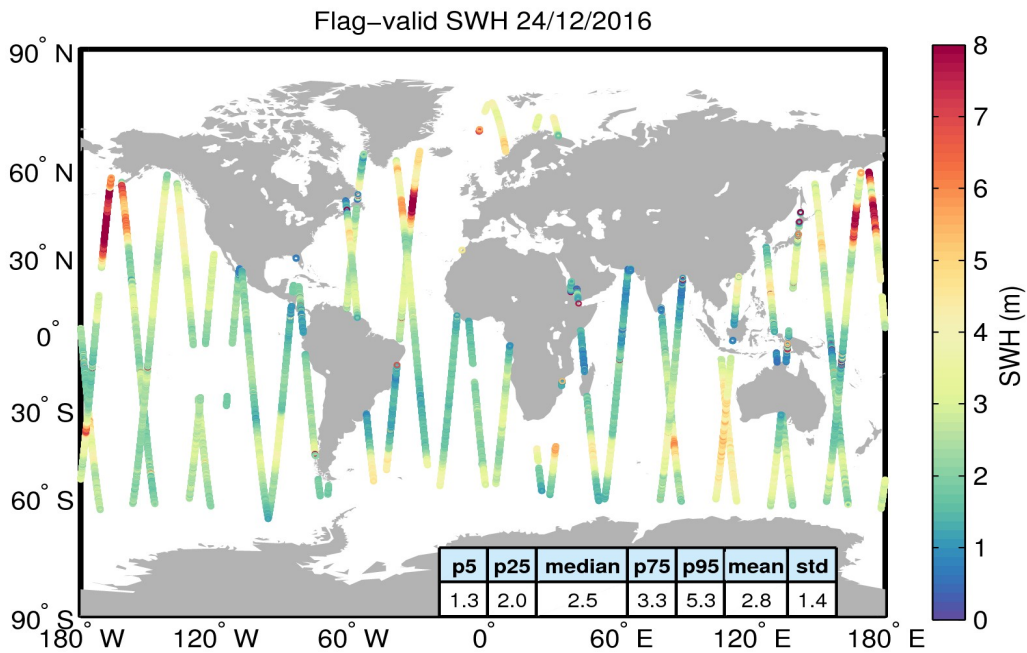 Flag−valid SWH 24/12/2016
90° N
60° N
30° N
0°
30° S
60° S
90° S
180° W
120° W
60° W
0°
60° E
120° E
180° E
p5 p25 median p75 p95 mean std
1.3 2.0 2.5 3.3 5.3 2.8 1.4
8
7
6
5
4
3
2
1
0
SWH (m)